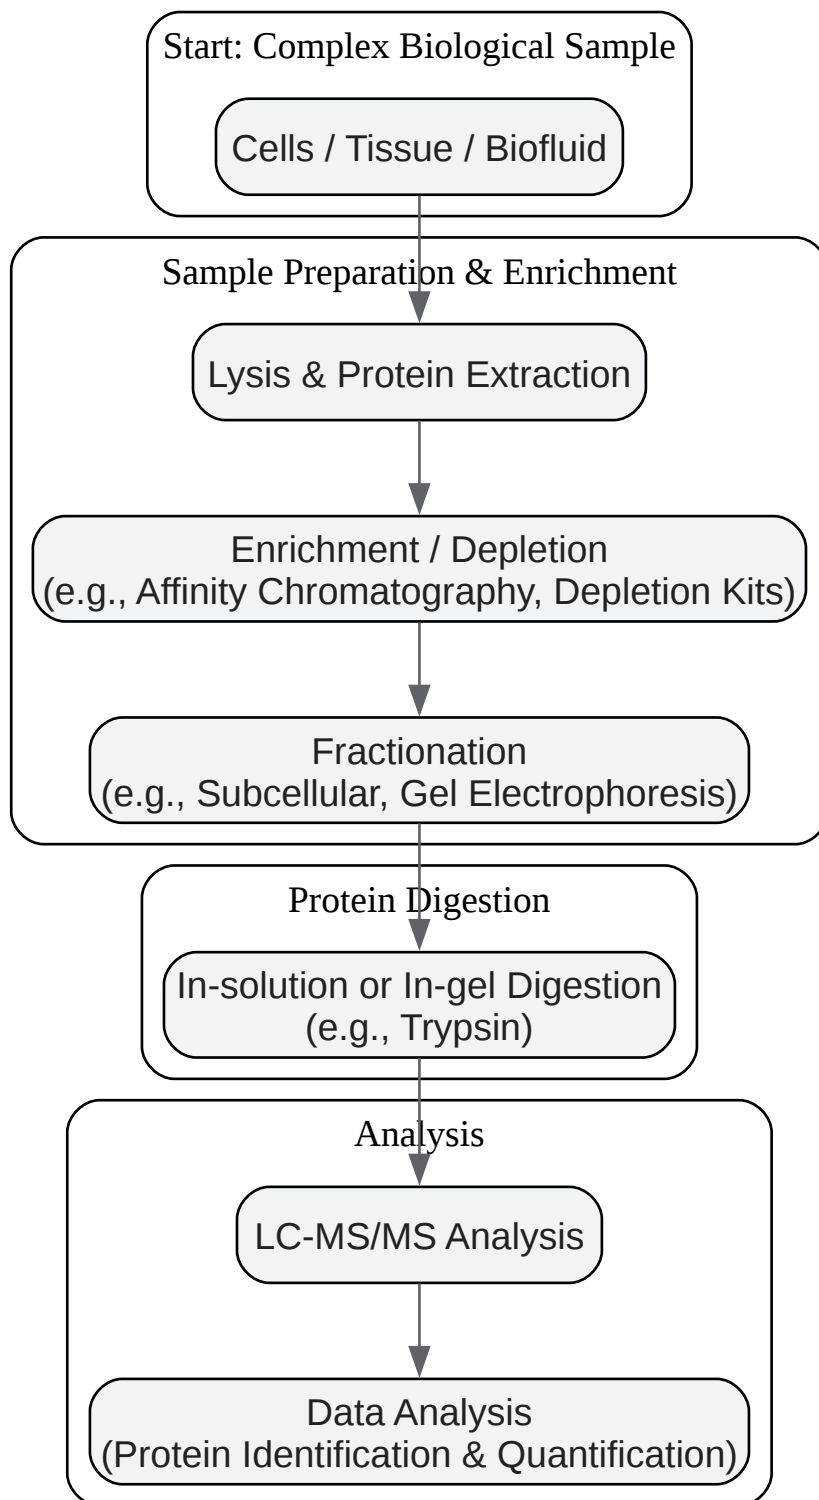 Start: Complex Biological Sample
Cells / Tissue / Biofluid
Sample Preparation & Enrichment
Lysis & Protein Extraction
Enrichment / Depletion
(e.g., Affinity Chromatography, Depletion Kits)
Fractionation
(e.g., Subcellular, Gel Electrophoresis)
Protein Digestion
In-solution or In-gel Digestion
(e.g., Trypsin)
Analysis
LC-MS/MS Analysis
Data Analysis
(Protein Identification & Quantification)